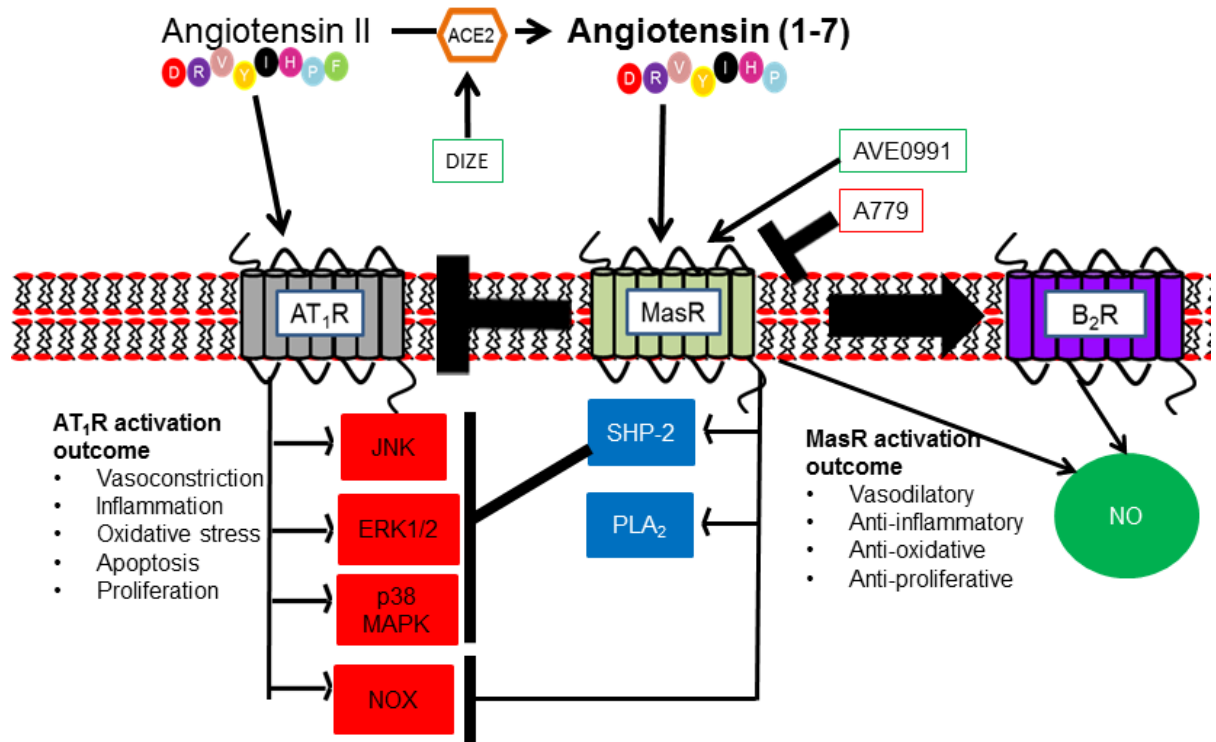 Angiotensin II
ACE2
Angiotensin (1-7)
D R V Y I H P F
D R V Y I H P
DIZE
AVE0991
A779
AT₁R
MasR
B₂R
AT₁R activation
outcome
• Vasoconstriction
• Inflammation
• Oxidative stress
• Apoptosis
• Proliferation
JNK
ERK1/2
p38
MAPK
NOX
SHP-2
PLA₂
MasR activation
outcome
• Vasodilatory
• Anti-inflammatory
• Anti-oxidative
• Anti-proliferative
NO